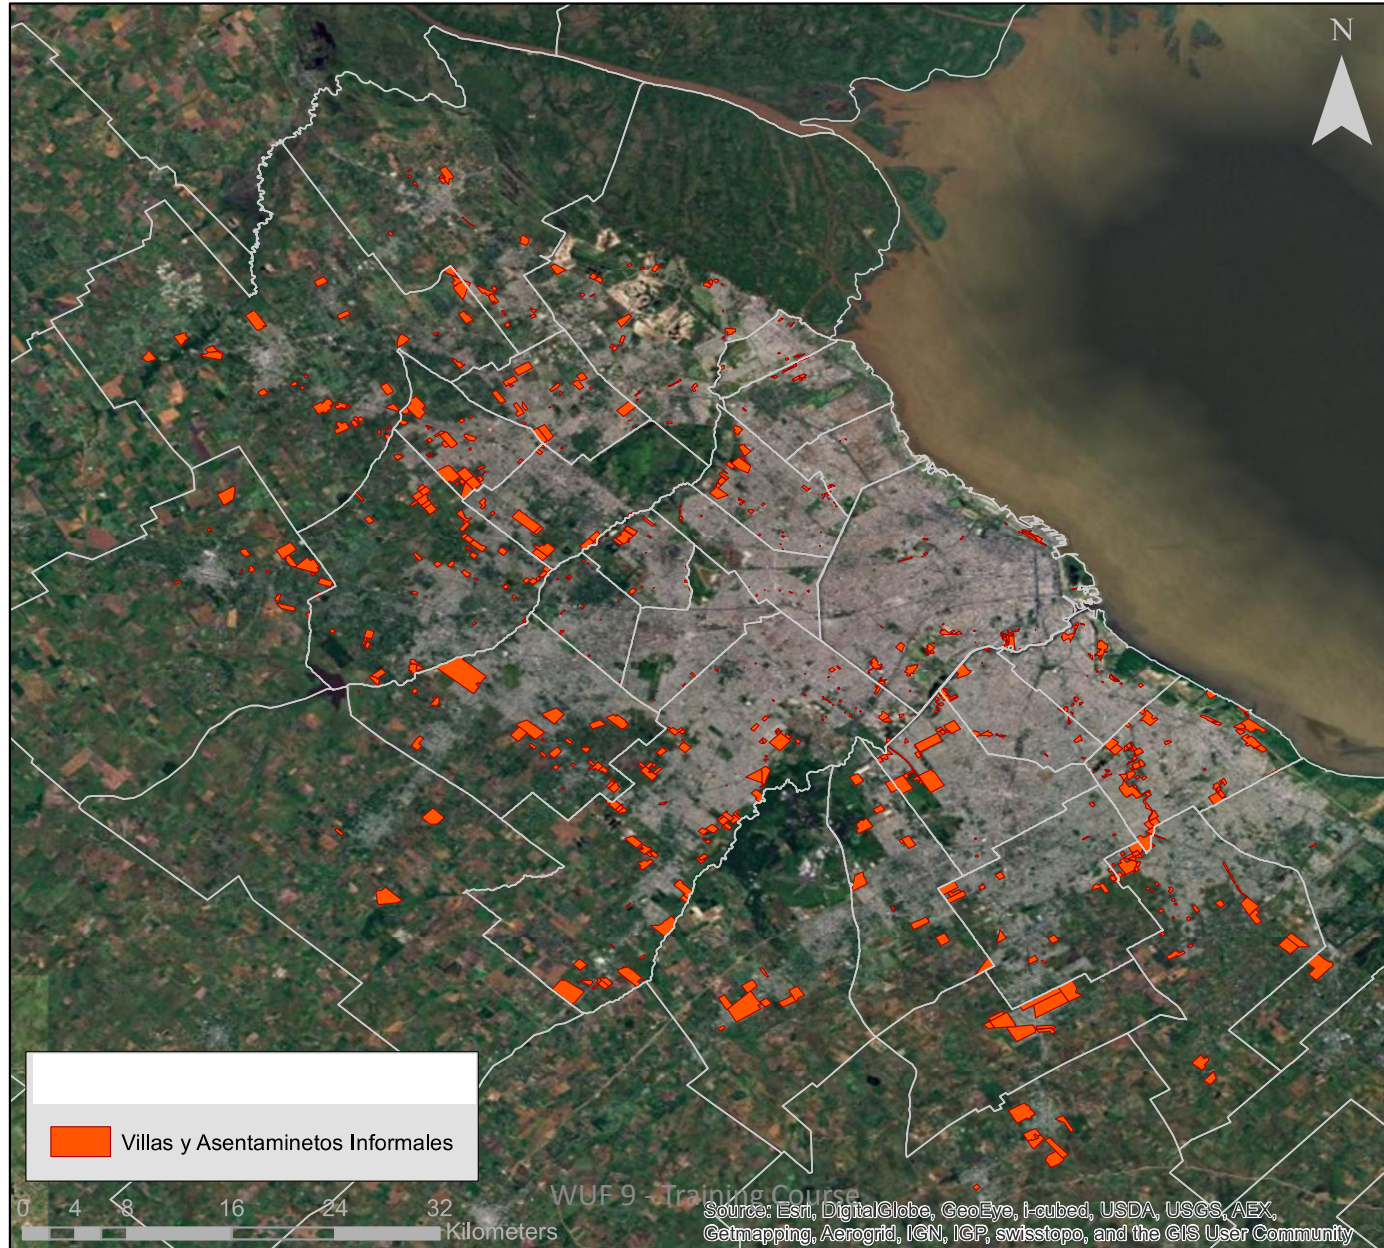 N
Villas y Asentaminetos Informales
0 4 8 16 24 32
Kilometers
WUF 9 - Training Course
Source: Esri, DigitalGlobe, GeoEye, i-cubed, USDA, USGS, AEX,
Getmapping, Aerogrid, IGN, IGP, swisstopo, and the GIS User Community